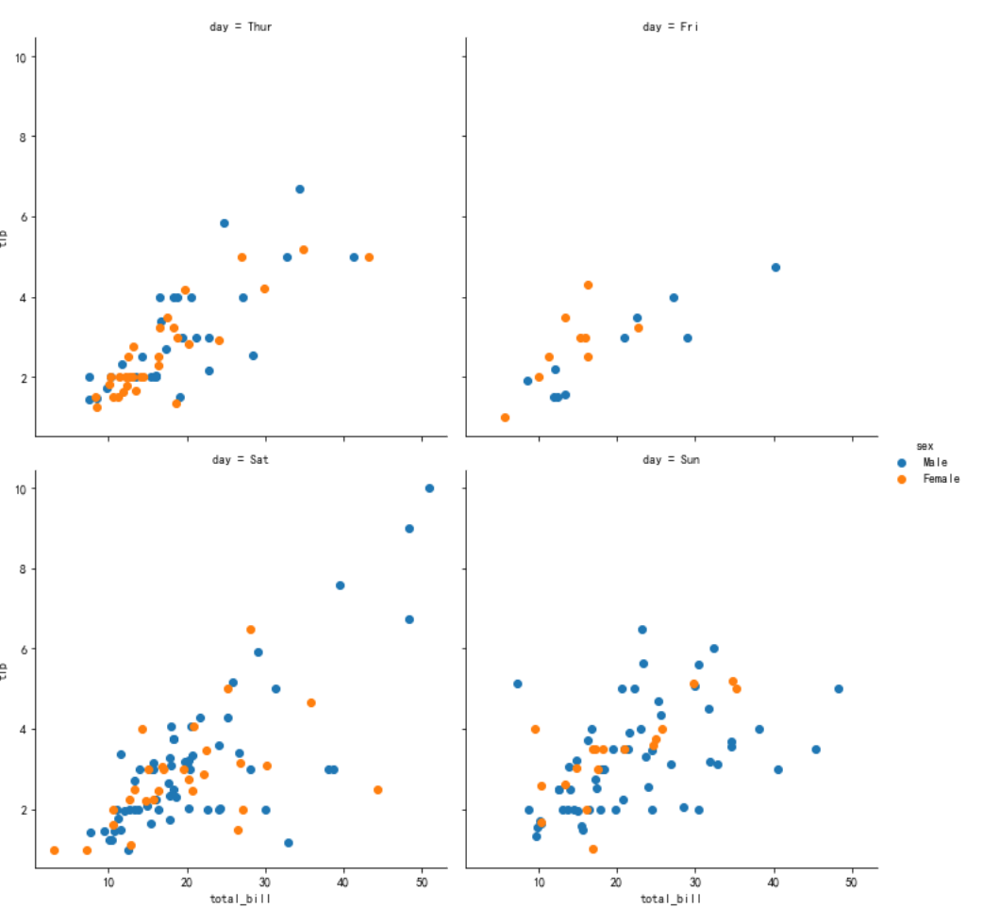 day = Thur
day = Fri
10
8
6
4
2
tip
day = Sat
day = Sun
sex
Male
Female
10
8
6
4
2
tip
10 20 30 40 50
10 20 30 40 50
total_bill
total_bill